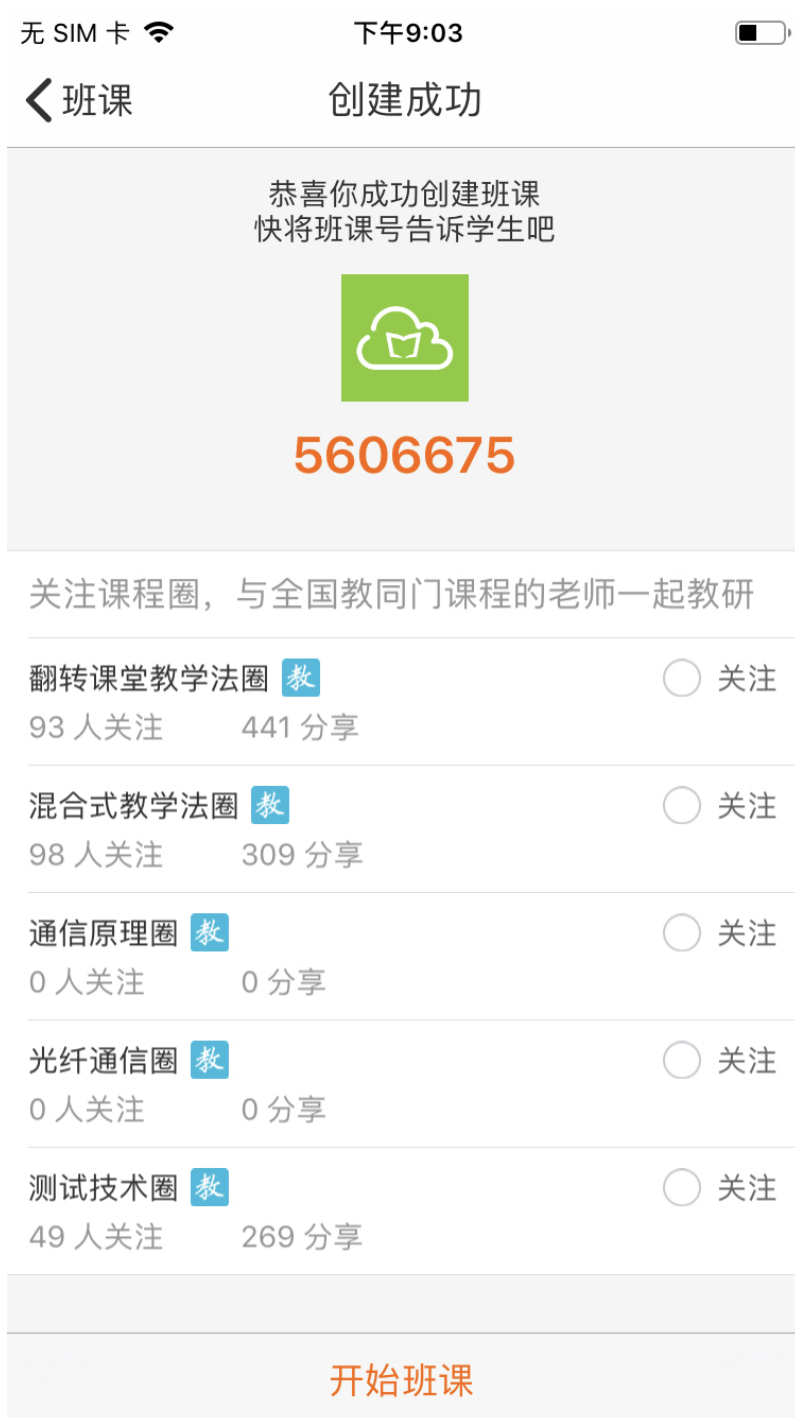 无 SIM 卡
下午9:03
班课
创建成功
恭喜你成功创建班课
快将班课号告诉学生吧
5606675
关注课程圈，与全国教同门课程的老师一起教研
翻转课堂教学法圈 教
关注
93 人关注 441 分享
混合式教学法圈 教
关注
98 人关注 309 分享
通信原理圈 教
关注
0 人关注 0 分享
光纤通信圈 教
关注
0 人关注 0 分享
测试技术圈 教
关注
49 人关注 269 分享
开始班课